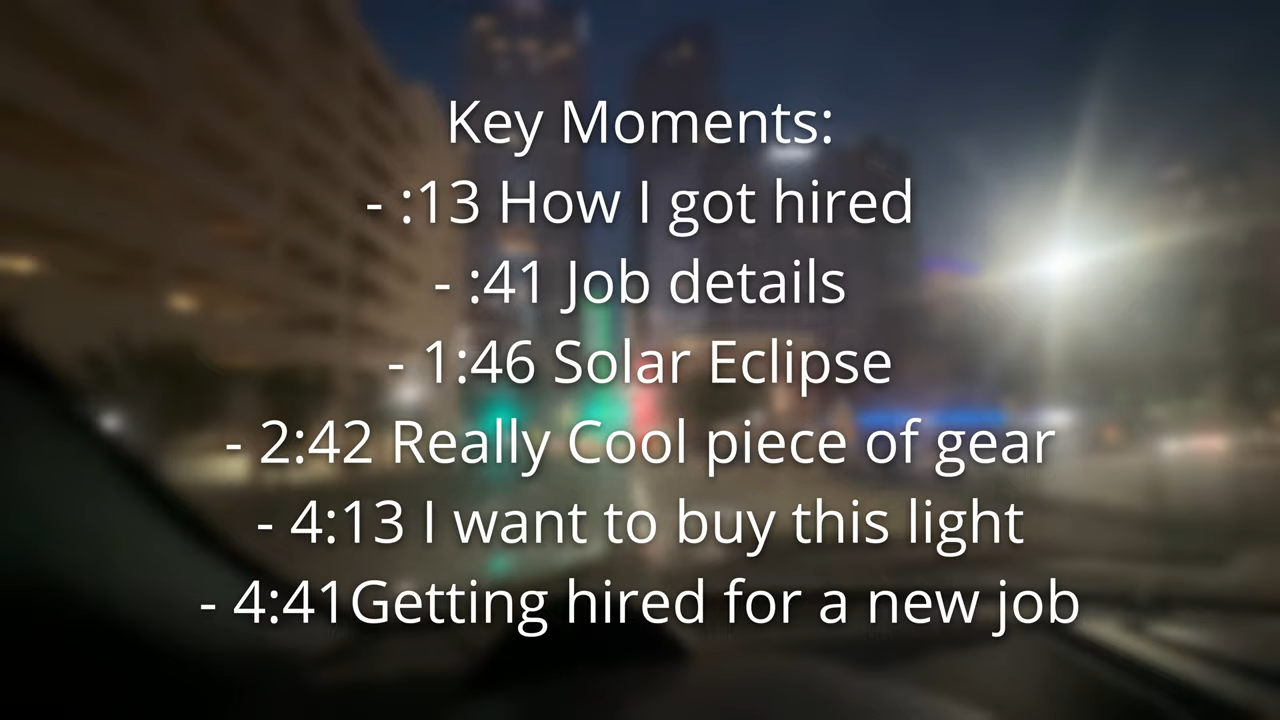 Key Moments:
- :13 How I got hired
- :41 Job details
- 1:46 Solar Eclipse
- 2:42 Really Cool piece of gear
- 4:13 I want to buy this light
- 4:41Getting hired for a new job